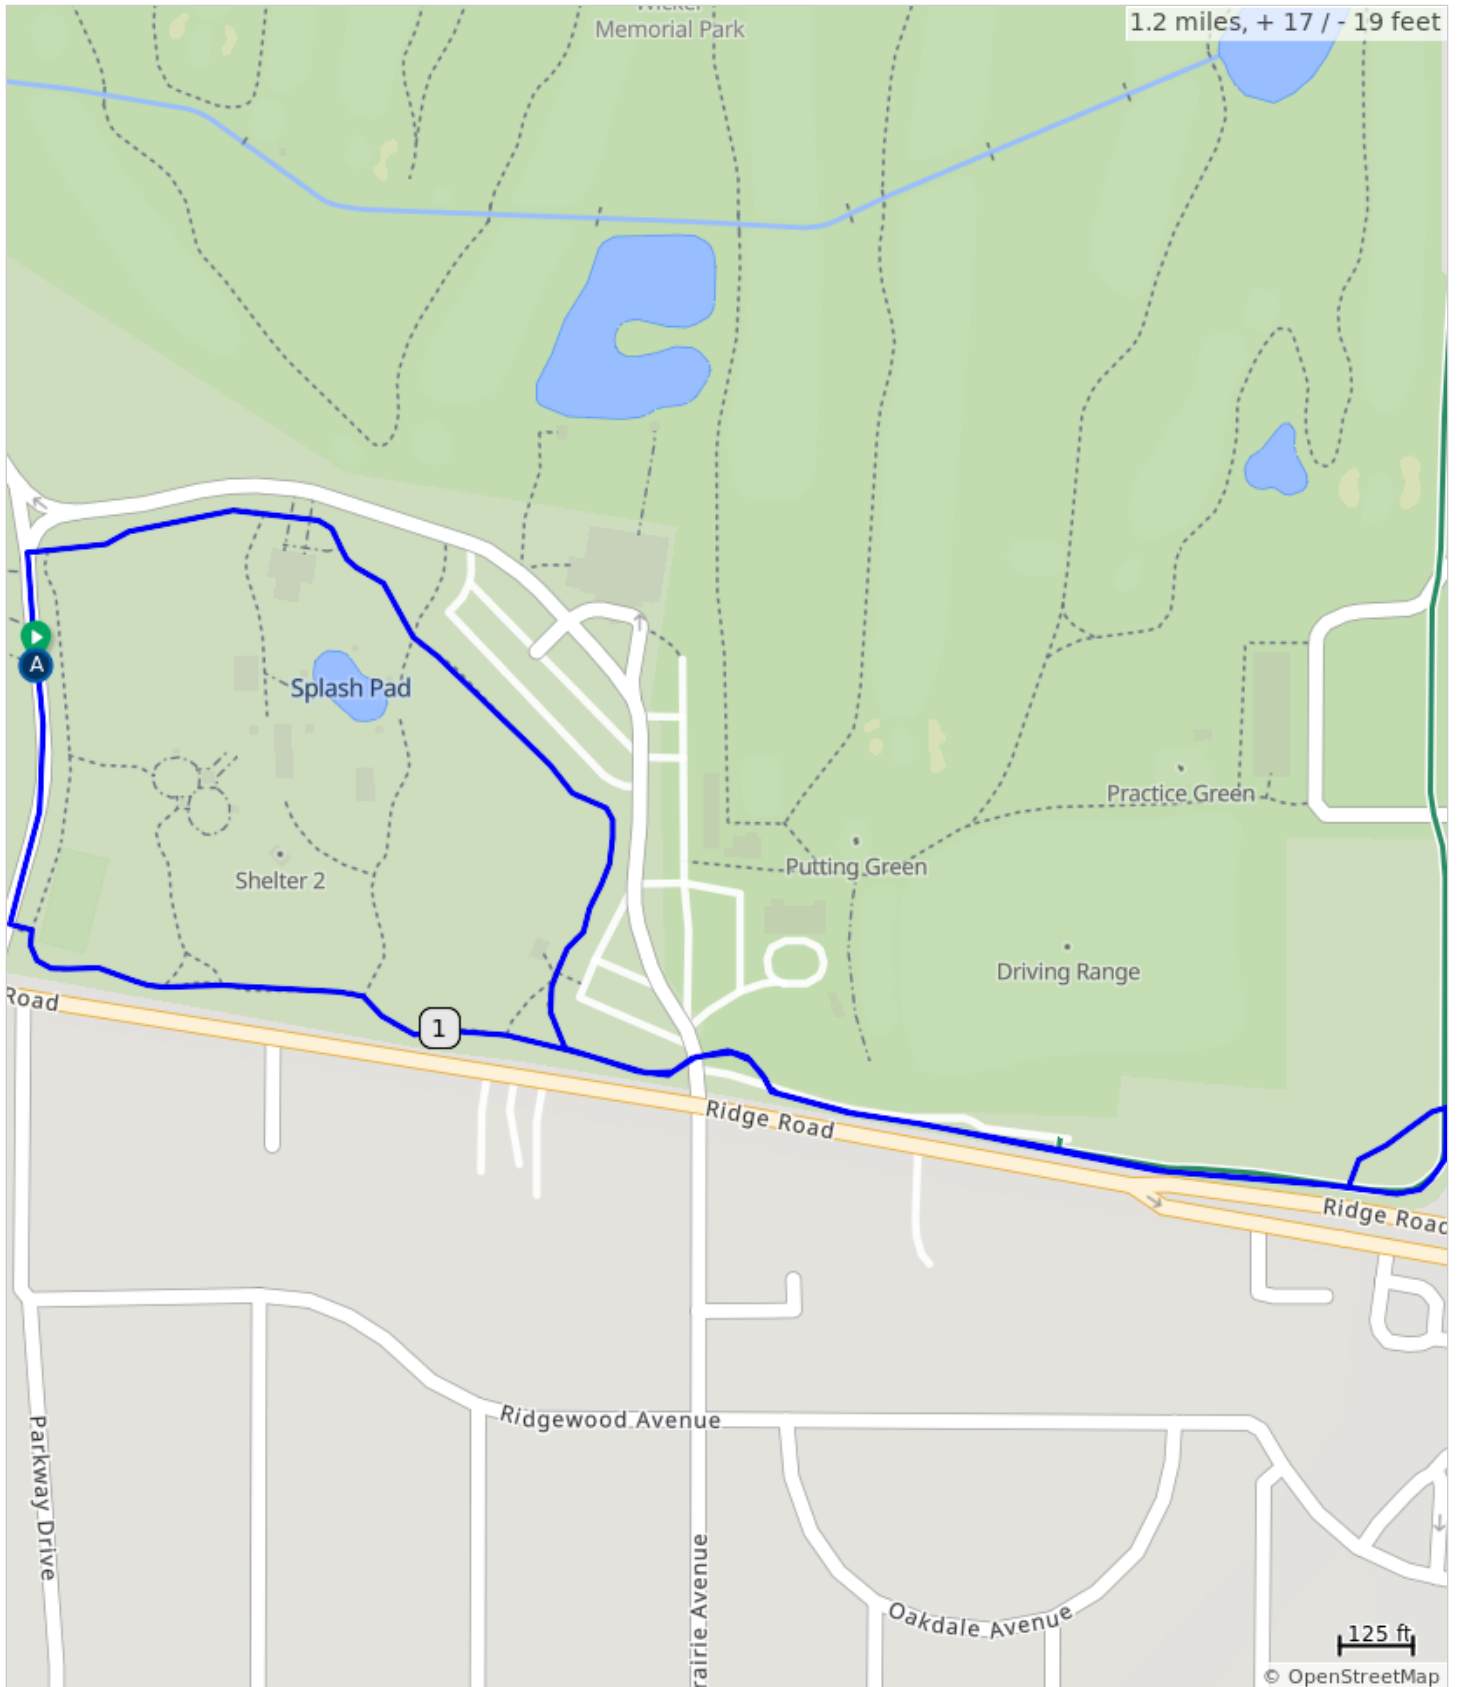 Memorial Park
1.2 miles, + 17 / - 19 feet
A
Splash Pad
Practice Green
Putting Green
Shelter 2
Driving Range
Road
1
Ridge Road
Ridge Road
Ridgewood Avenue
Parkway Drive
rairie Avenue
Oakdale Avenue
125 ft
© OpenStreetMap